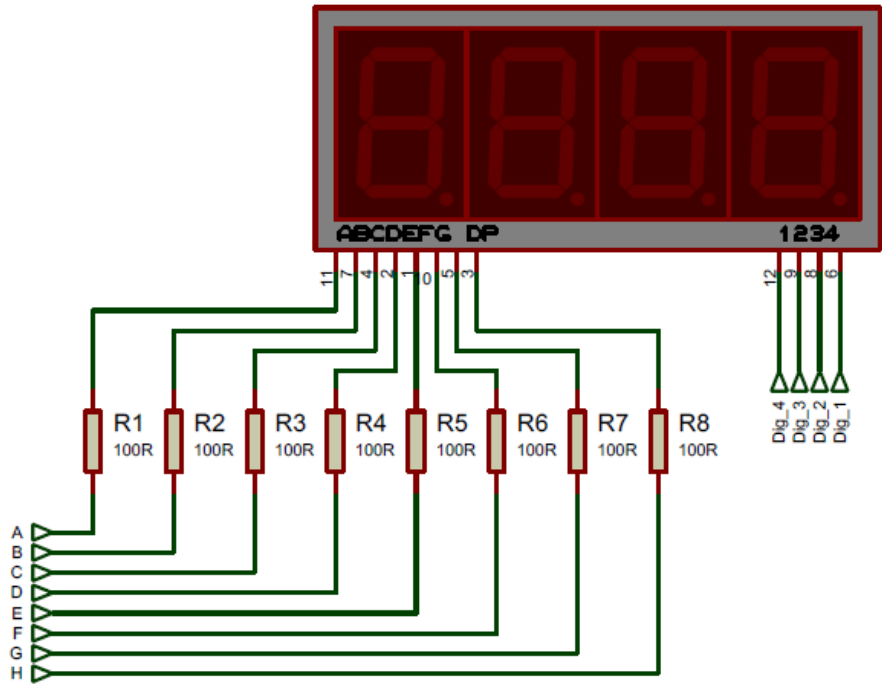 ABCDEFG DP
1234
11
7
4
2
1
10
5
3
12
9
8
6
Dig_4
Dig_3
Dig_2
Dig_1
R1
100R
R2
100R
R3
100R
R4
100R
R5
100R
R6
100R
R7
100R
R8
100R
A
B
C
D
E
F
G
H